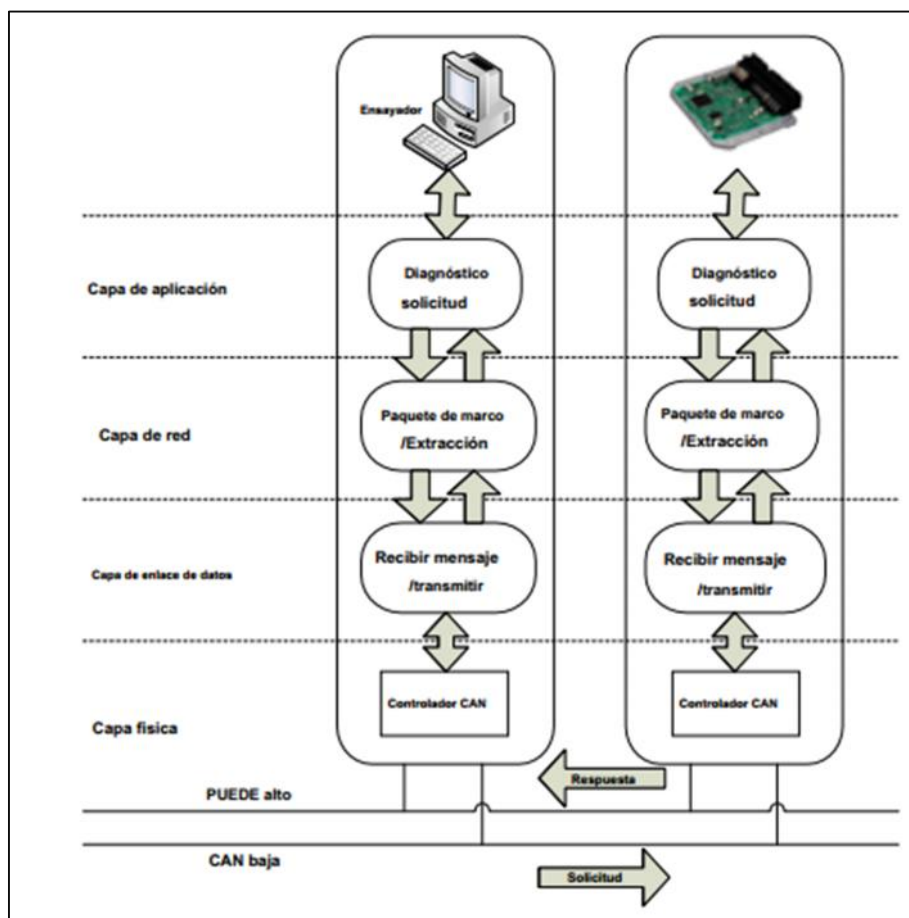 Ensayador
Capa de aplicación
Diagnóstico
solicitud
Diagnóstico
solicitud
Capa de red
Paquete de marco
/Extracción
Paquete de marco
/Extracción
Capa de enlace de datos
Recibir mensaje
/transmitir
Recibir mensaje
/transmitir
Capa fisica
Controlador CAN
Controlador CAN
Respuesta
PUEDE alto
CAN baja
Solicitud